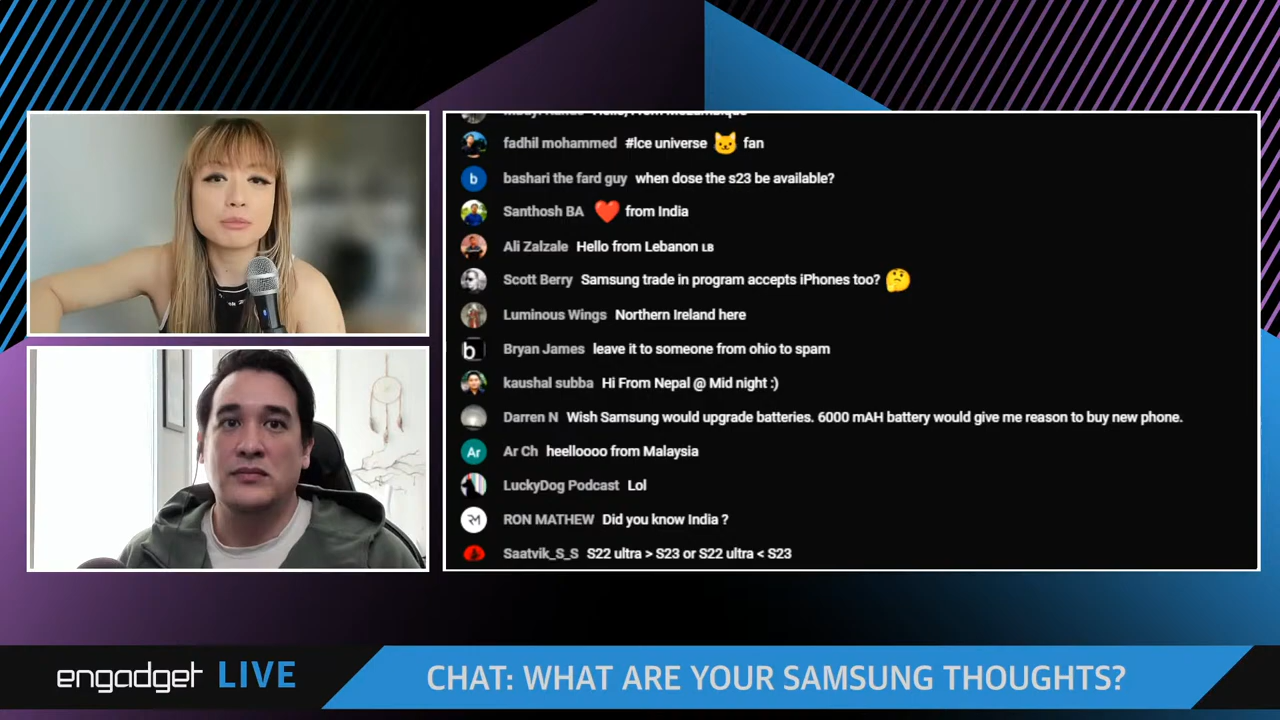 Hello, From Mozambique
fadhil mohammed #Ice universe 🐱 fan
bashari the fard guy when dose the s23 be available?
Santhosh BA ❤️ from India
Ali Zalzale Hello from Lebanon LB
Scott Berry Samsung trade in program accepts iPhones too? 🤔
Luminous Wings Northern Ireland here
Bryan James leave it to someone from ohio to spam
kaushal subba Hi From Nepal @ Mid night :)
Darren N Wish Samsung would upgrade batteries. 6000 mAH battery would give me reason to buy new phone.
Ar Ar Ch heelloooo from Malaysia
LuckyDog Podcast Lol
RM RON MATHEW Did you know India ?
Saatvik_S_S S22 ultra > S23 or S22 ultra < S23
engadget LIVE
CHAT: WHAT ARE YOUR SAMSUNG THOUGHTS?